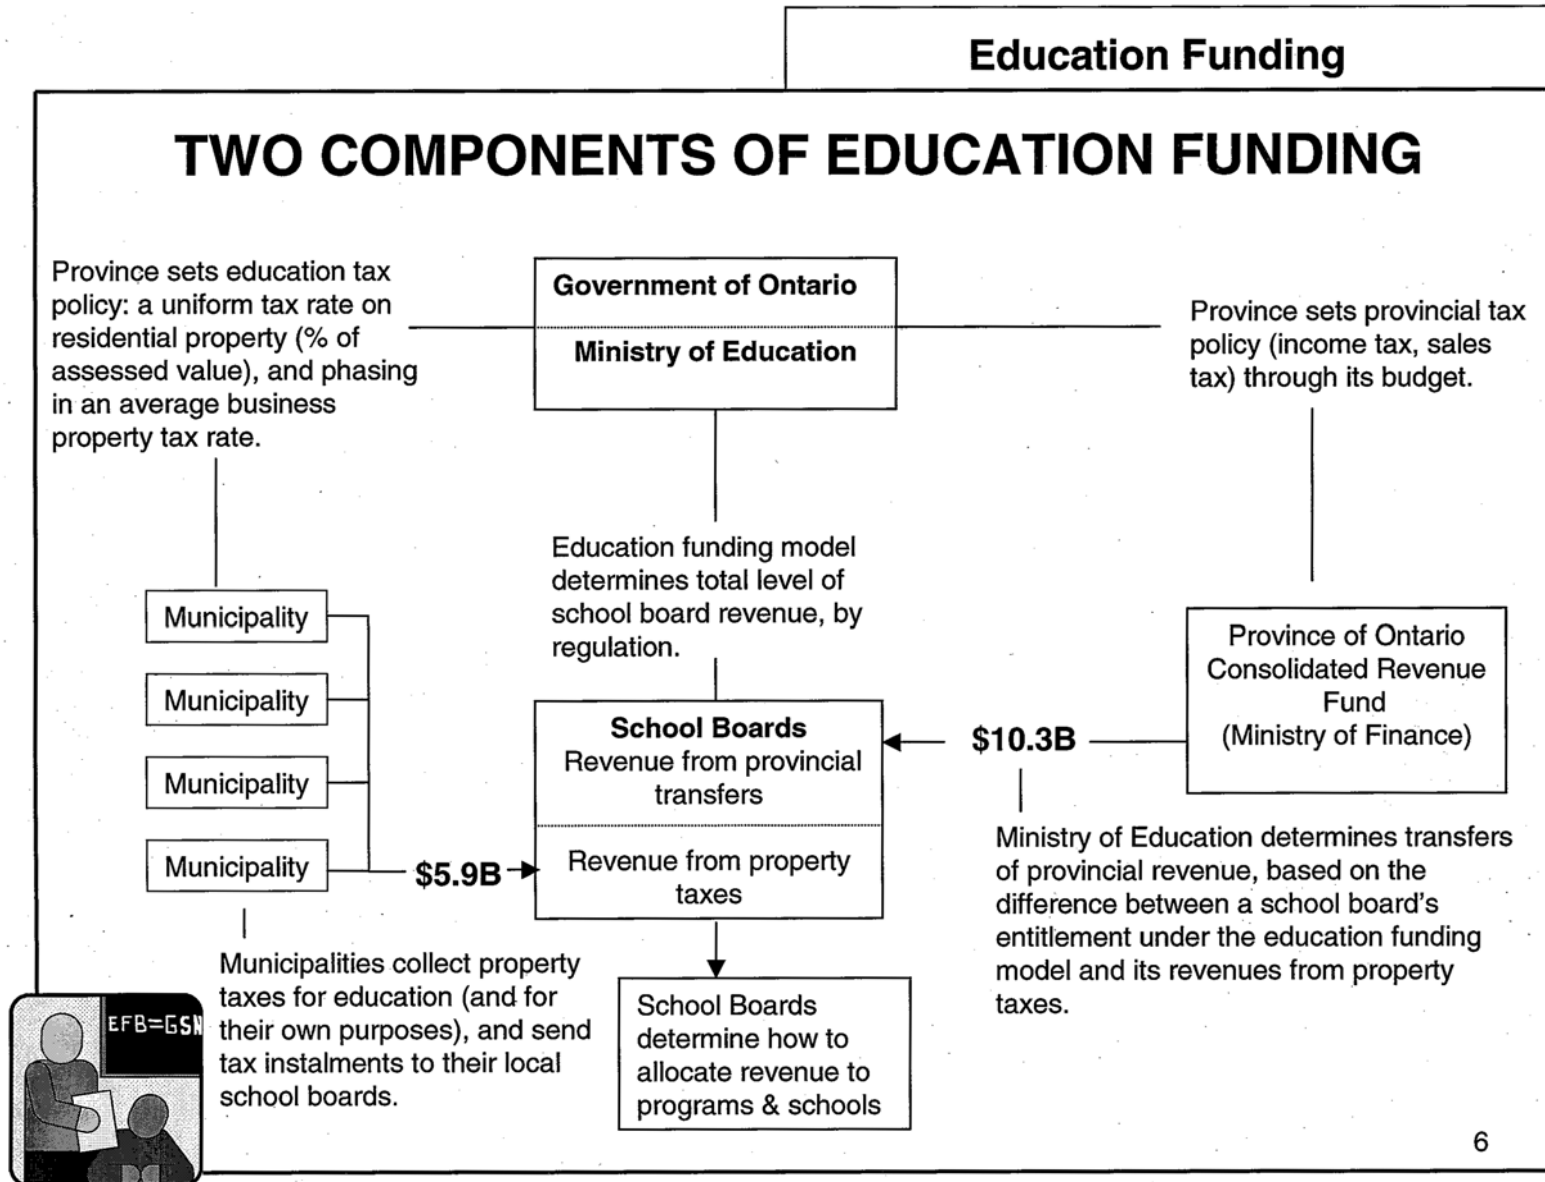 Education Funding
TWO COMPONENTS OF EDUCATION FUNDING
Province sets education tax
policy: a uniform tax rate on
residential property (% of
assessed value), and phasing
in an average business
property tax rate.
Government of Ontario
Ministry of Education
Province sets provincial tax
policy (income tax, sales
tax) through its budget.
Education funding model
determines total level of
school board revenue, by
regulation.
Municipality
Municipality
Municipality
Municipality
$5.9B
School Boards
Revenue from provincial
transfers
Revenue from property
taxes
$10.3B
Province of Ontario
Consolidated Revenue
Fund
(Ministry of Finance)
Ministry of Education determines transfers
of provincial revenue, based on the
difference between a school board's
entitlement under the education funding
model and its revenues from property
taxes.
Municipalities collect property
taxes for education (and for
their own purposes), and send
tax instalments to their local
school boards.
School Boards
determine how to
allocate revenue to
programs & schools
EFB=GSN
6